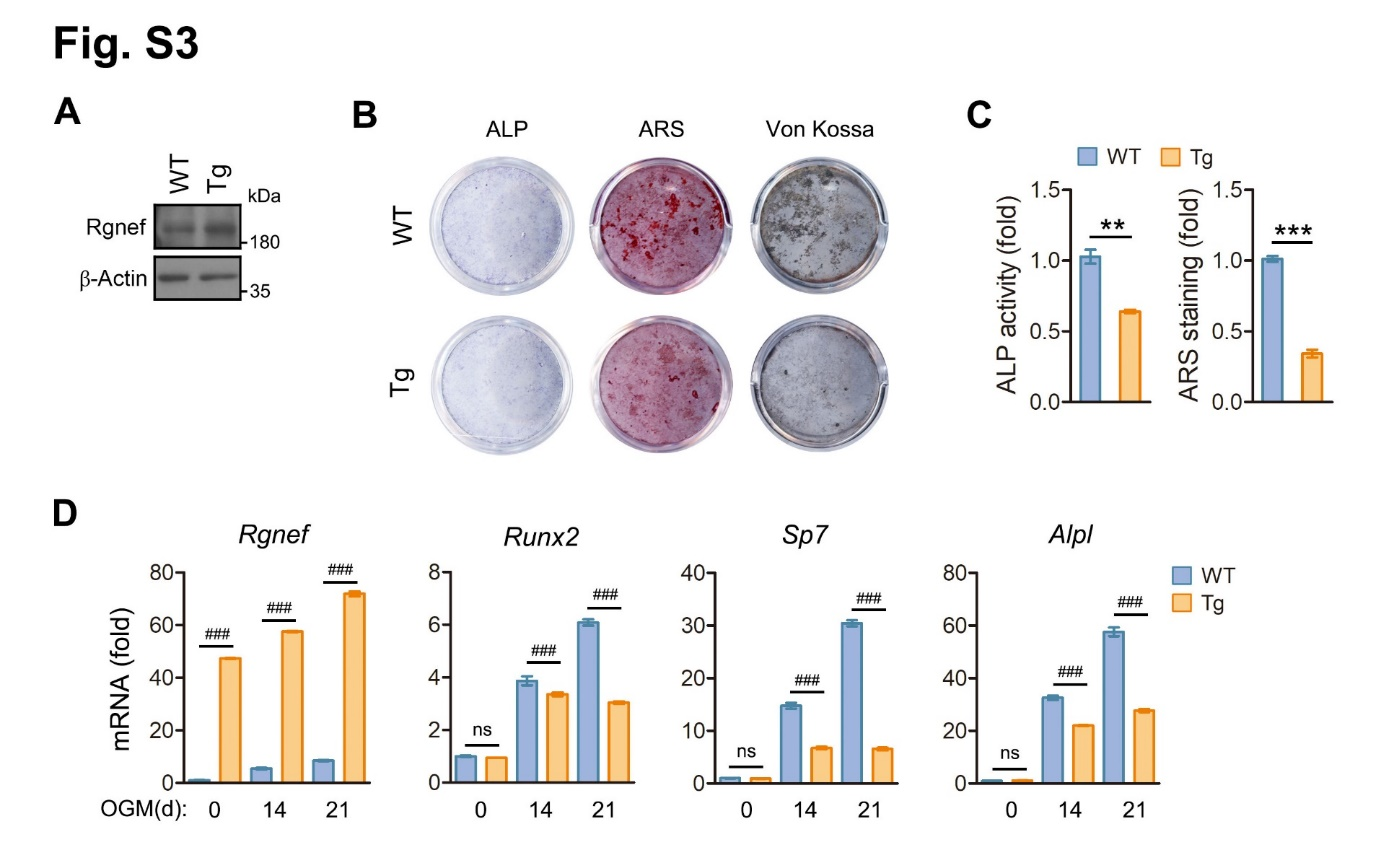 Fig. S3
A
WT
Tg
kDa
Rgnef
180
β-Actin
35
B
ALP
ARS
Von Kossa
WT
Tg
C
WT
Tg
ALP activity (fold)
1.5
1.0
0.5
0.0
**
ARS staining (fold)
1.5
1.0
0.5
0.0
***
D
Rgnef
mRNA (fold)
80
60
40
20
0
###
###
###
OGM(d):
0
14
21
Runx2
8
6
4
2
0
ns
###
###
0
14
21
Sp7
40
30
20
10
0
ns
###
###
0
14
21
Alpl
80
60
40
20
0
ns
###
###
0
14
21
WT
Tg